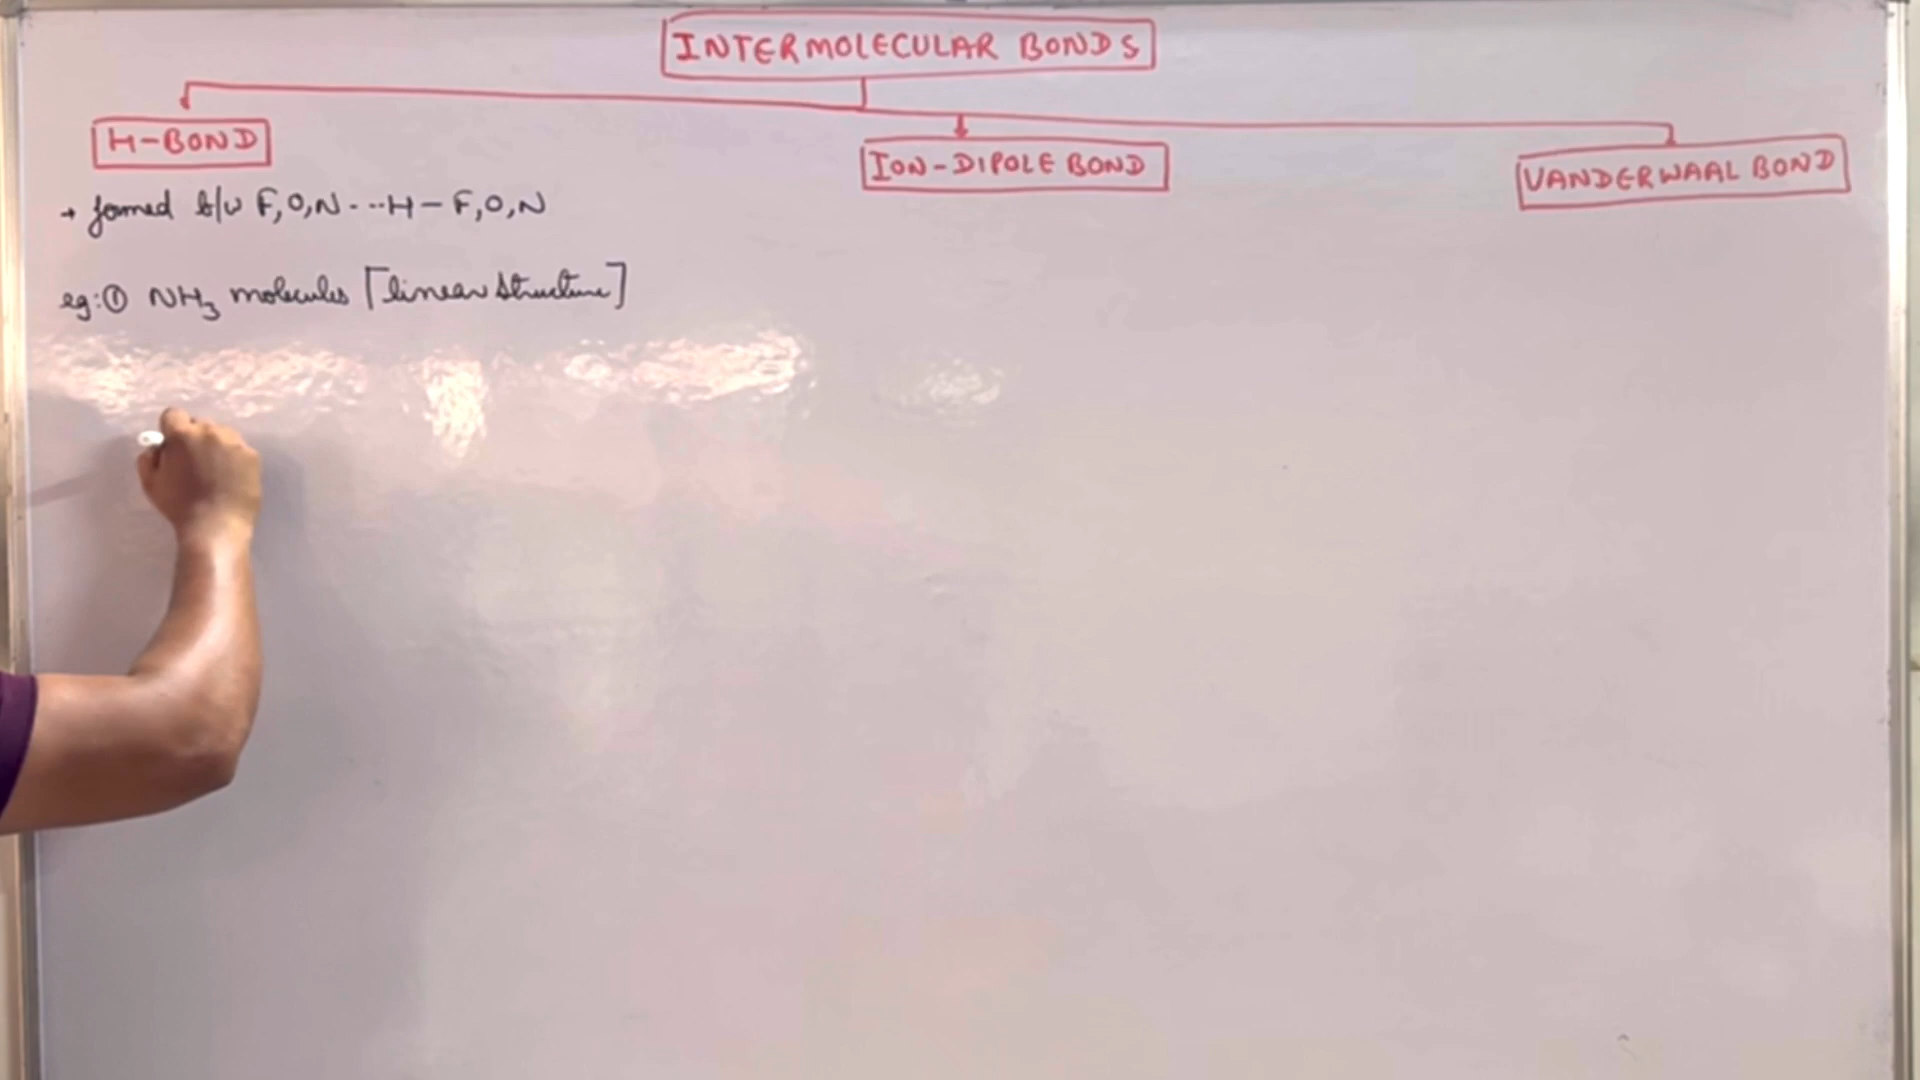 INTERMOLECULAR BONDS
H-BOND
ION-DIPOLE BOND
VANDERWAAL BOND
→ formed b/w F,O,N----H-F,O,N
eg:① NH₃ molecules [linear structure]